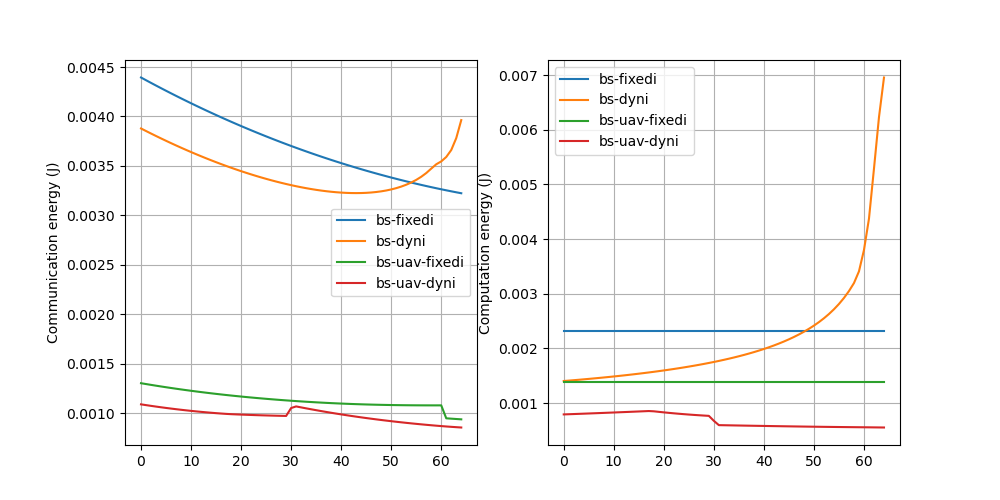 Communication energy (J)
0.0045
0.0040
0.0035
0.0030
0.0025
0.0020
0.0015
0.0010
0 10 20 30 40 50 60
bs-fixedi
bs-dyni
bs-uav-fixedi
bs-uav-dyni
Computation energy (J)
0.007
0.006
0.005
0.004
0.003
0.002
0.001
0 10 20 30 40 50 60
bs-fixedi
bs-dyni
bs-uav-fixedi
bs-uav-dyni